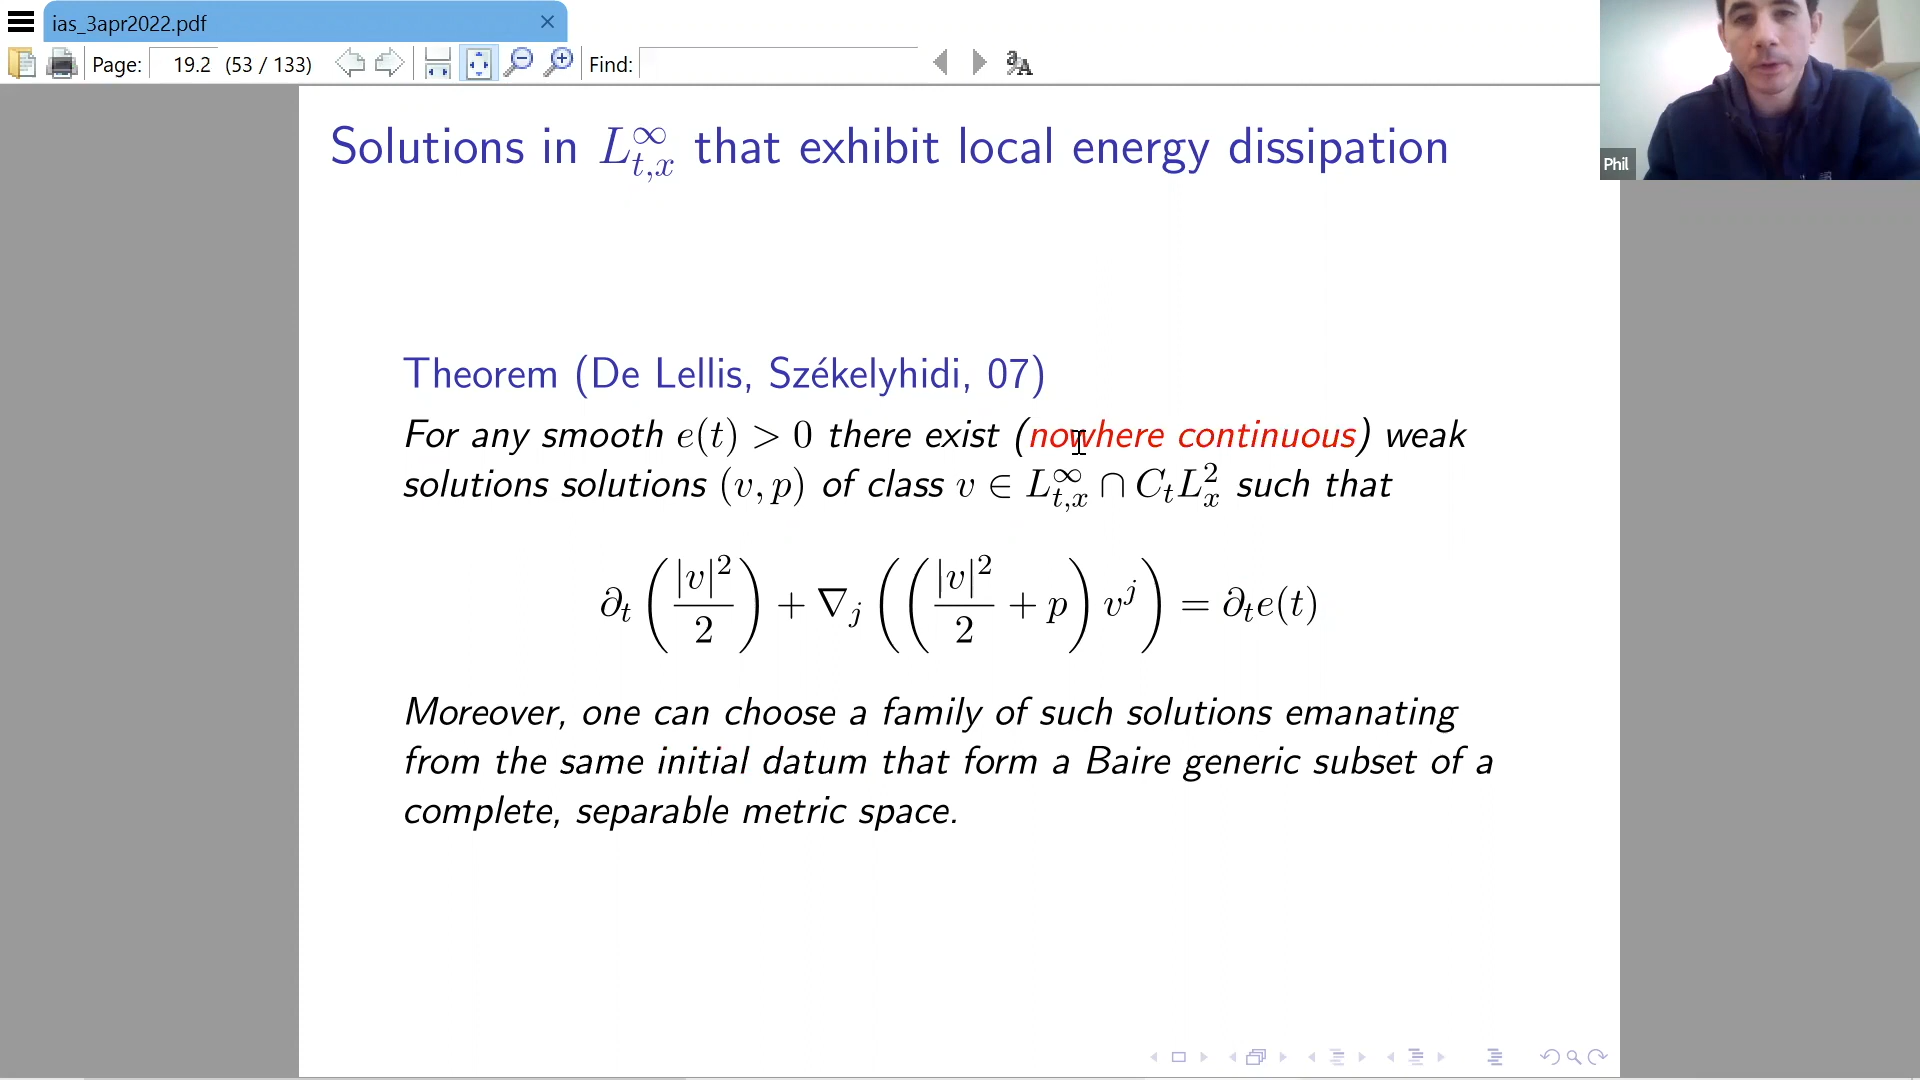 ias_3apr2022.pdf
Page: 19.2 (53 / 133) Find:
Solutions in L^∞_{t,x} that exhibit local energy dissipation
Phil
Theorem (De Lellis, Székelyhidi, 07)
For any smooth e(t) > 0 there exist (nowhere continuous) weak
solutions solutions (v, p) of class v ∈ L^∞_{t,x} ∩ C_tL^2_x such that
∂_t (|v|^2/2) + ∇_j ((|v|^2/2 + p) v^j) = ∂_t e(t)
Moreover, one can choose a family of such solutions emanating
from the same initial datum that form a Baire generic subset of a
complete, separable metric space.